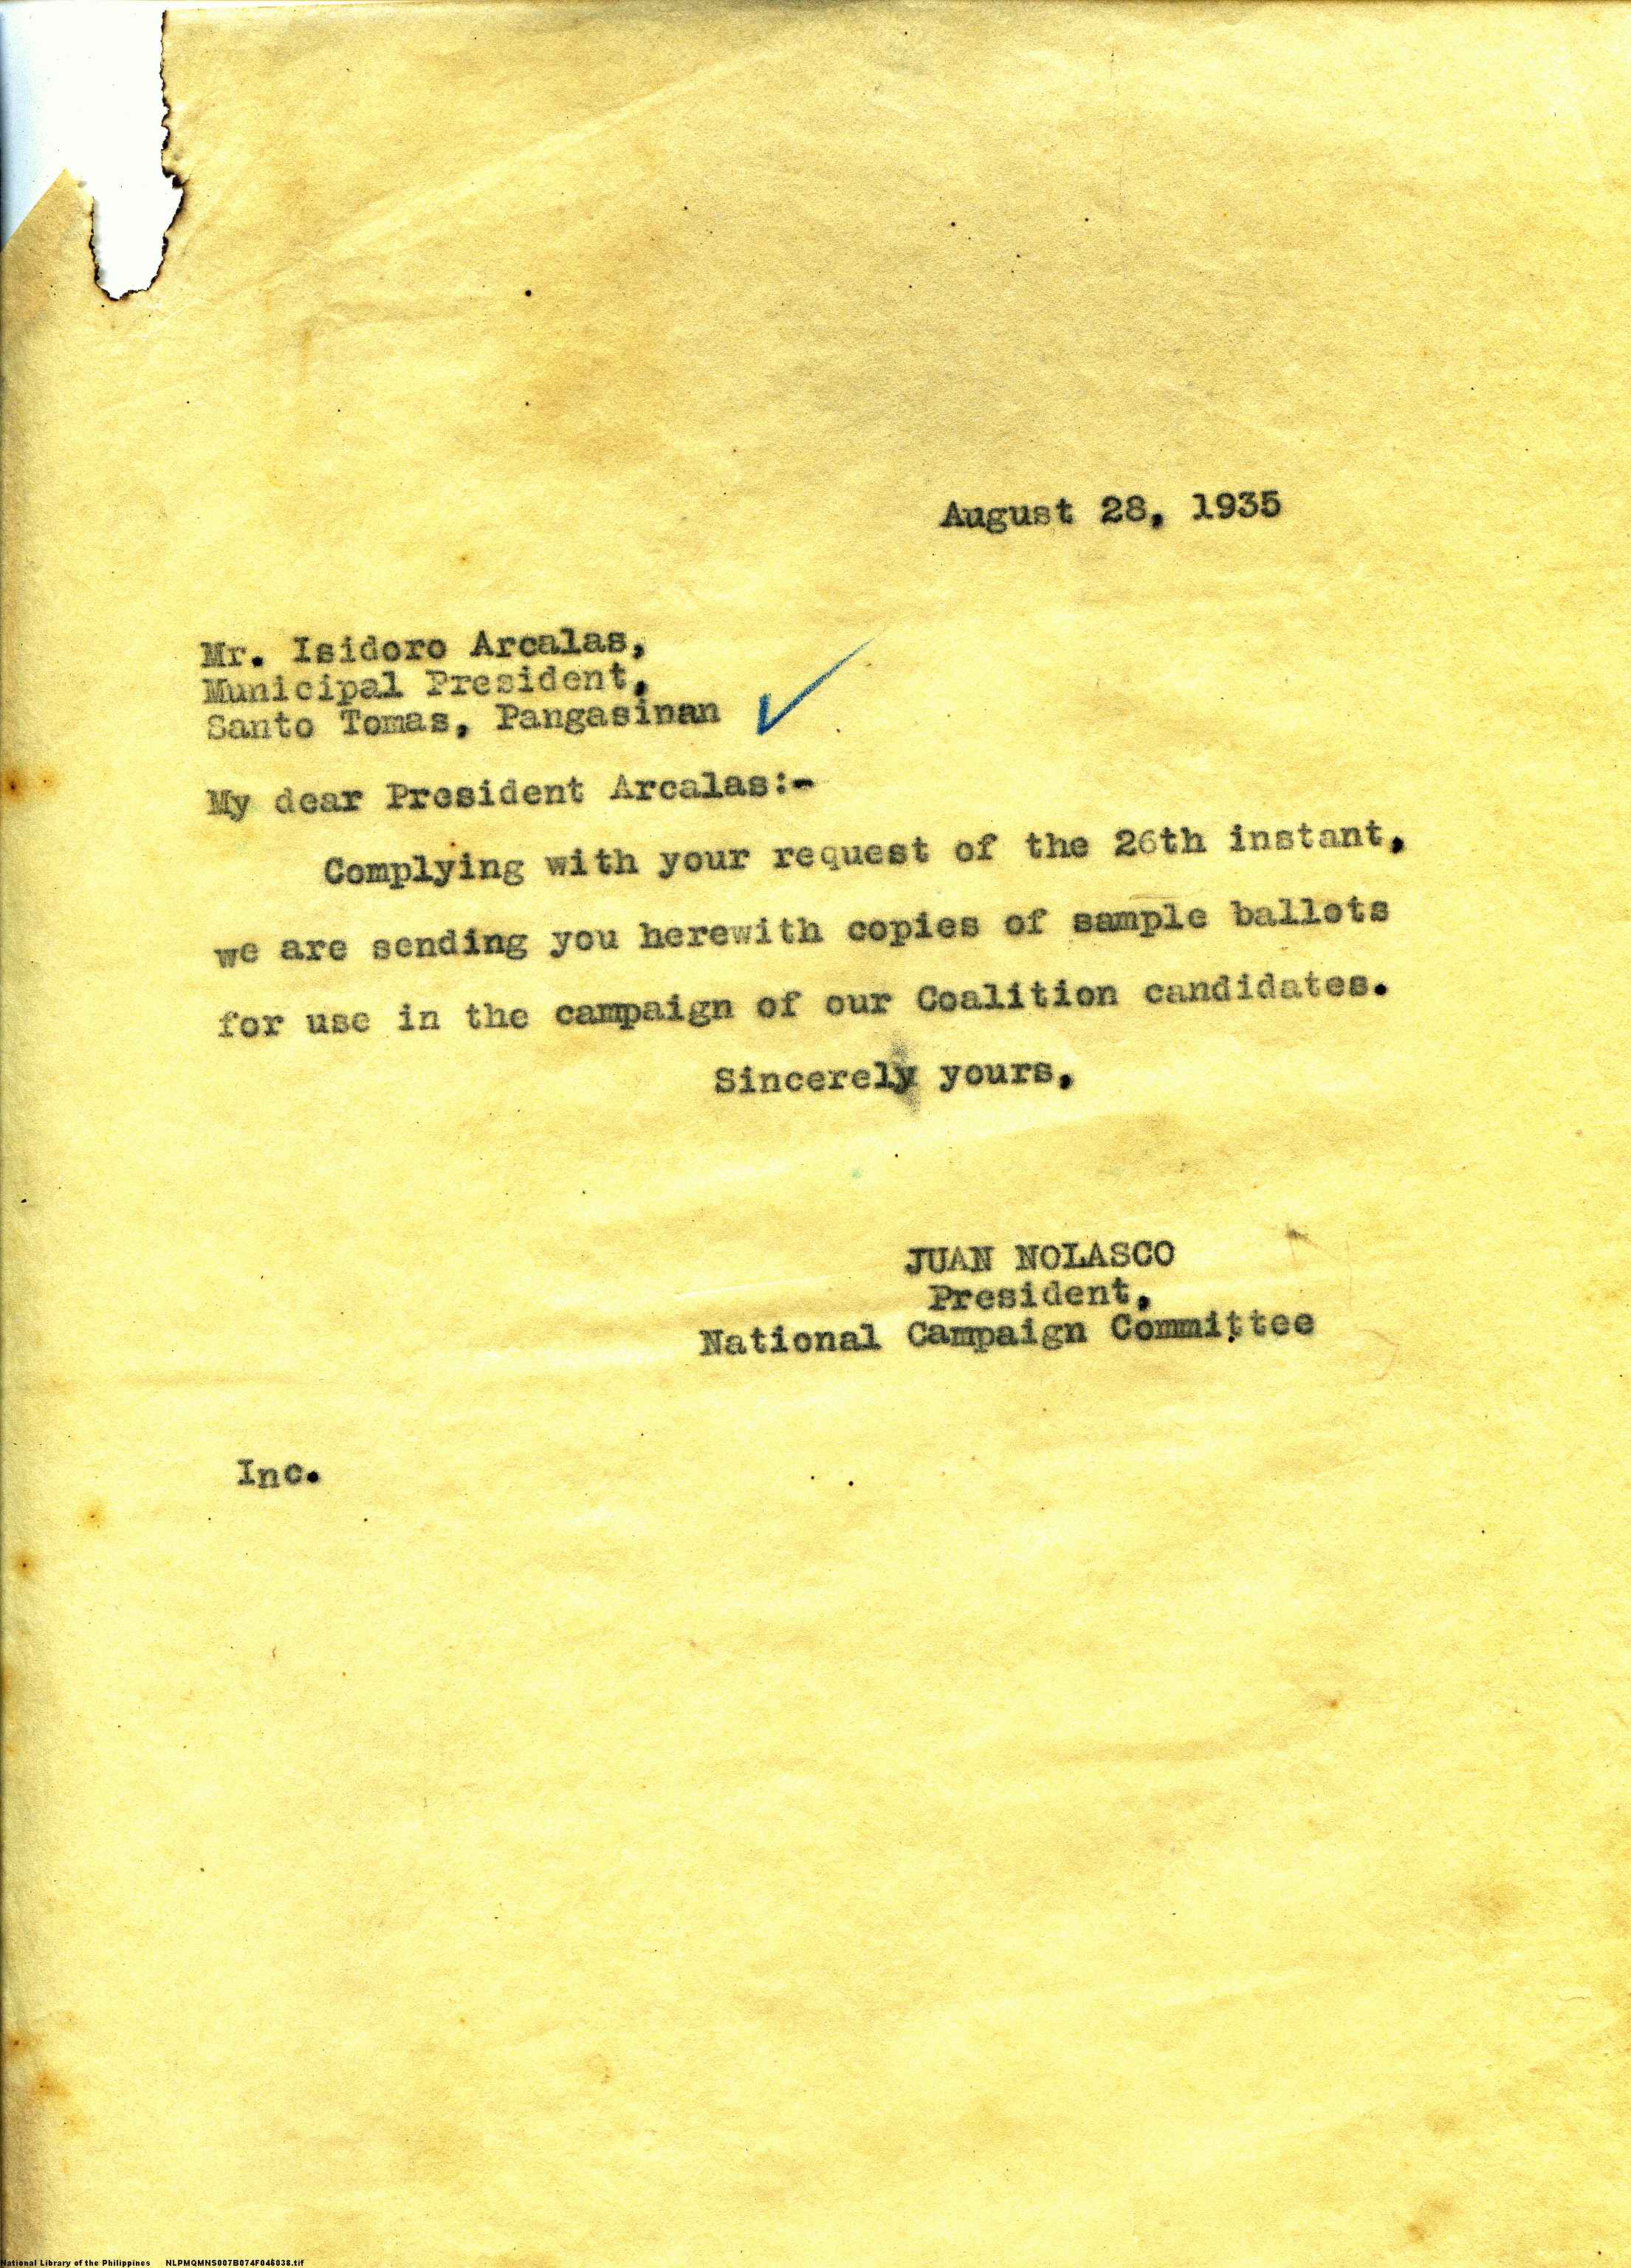 August 28, 1935
Mr. Isidoro Arcalas,
Municipal President,
Santo Tomas, Pangasinan
My dear President Arcalas:-
Complying with your request of the 26th instant,
we are sending you herewith copies of sample ballots
for use in the campaign of our Coalition candidates.
Sincerely yours,
JUAN NOLASCO
President,
National Campaign Committee
Inc.
National Library of the Philippines NLPMQMNS007B074F046038.tif